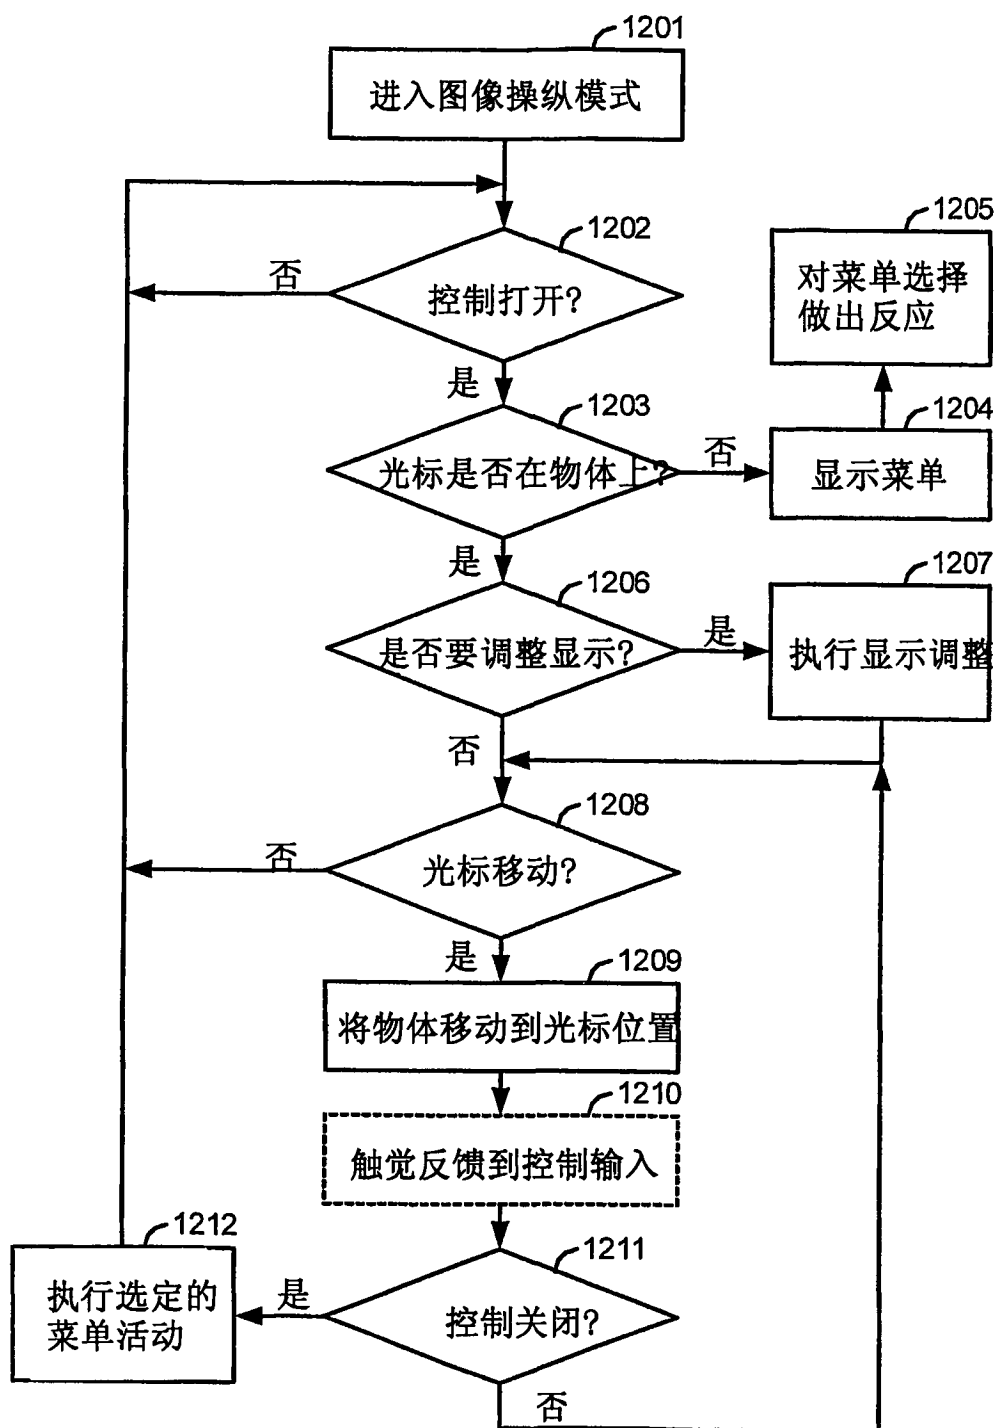 1201
进入图像操纵模式
1202
控制打开?
否
是
1205
对菜单选择
做出反应
1203
光标是否在物体上?
否
是
1204
显示菜单
1206
是否要调整显示?
是
否
1207
执行显示调整
1208
光标移动?
否
是
1209
将物体移动到光标位置
1210
触觉反馈到控制输入
1211
控制关闭?
是
否
1212
执行选定的
菜单活动